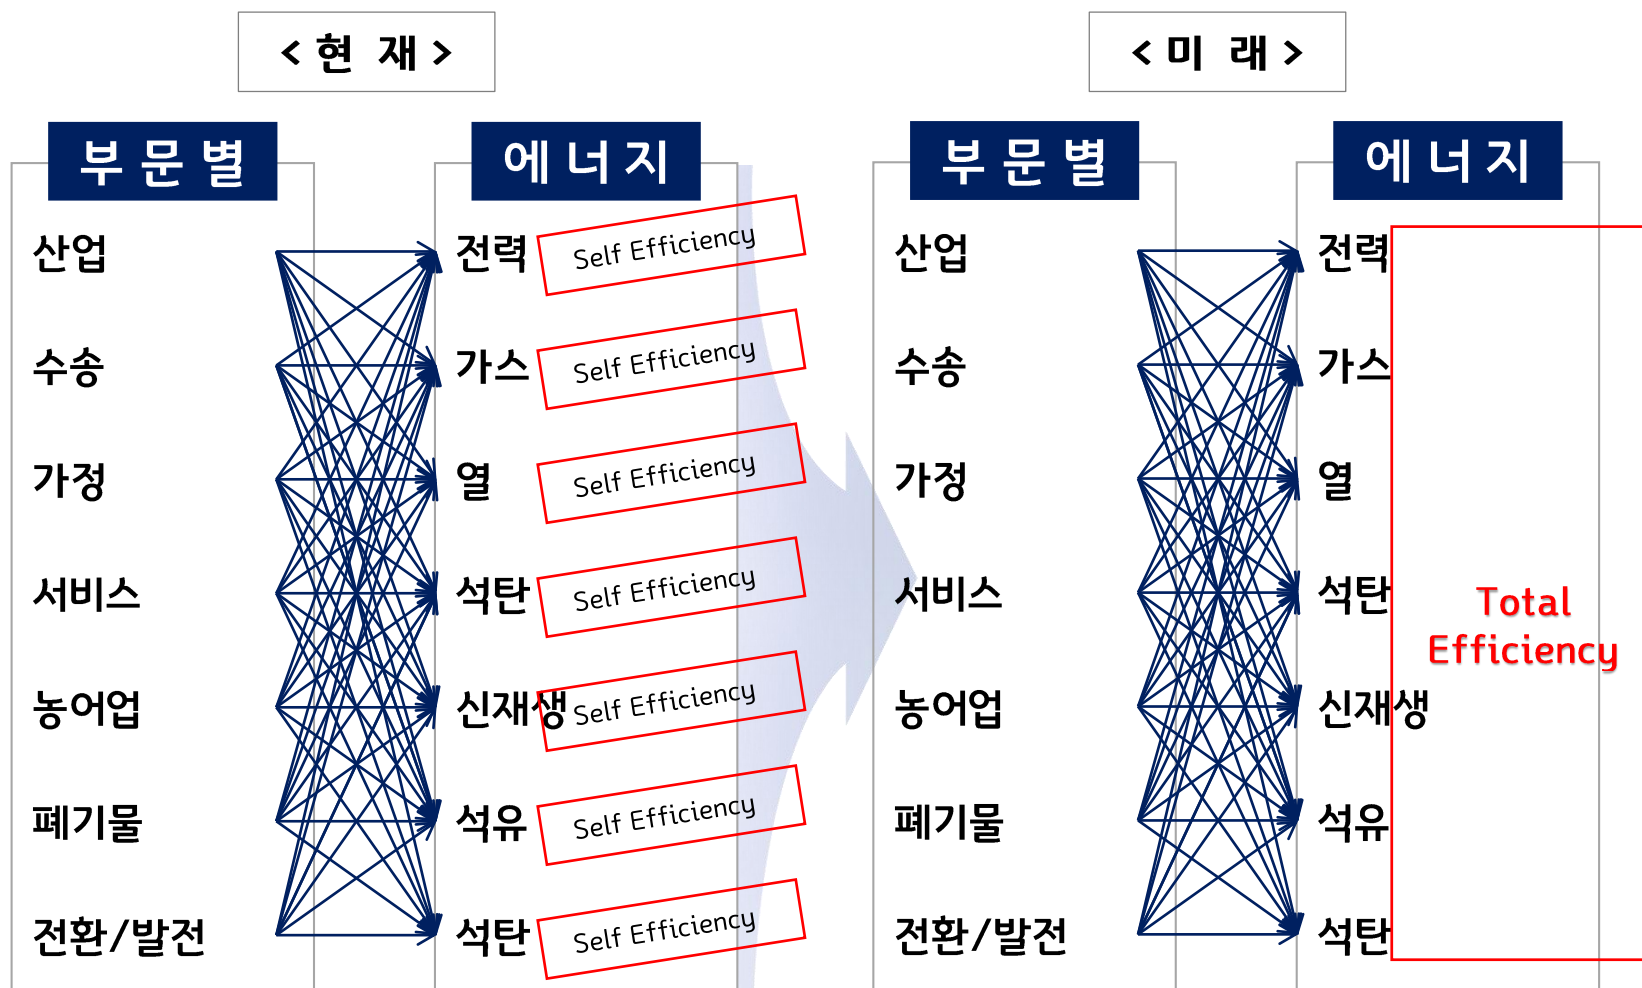 < 현 재 >
부 문 별
에 너 지
산업
수송
가정
서비스
농어업
폐기물
전환/발전
전력
Self Efficiency
가스
Self Efficiency
열
Self Efficiency
석탄
Self Efficiency
신재생
Self Efficiency
석유
Self Efficiency
석탄
Self Efficiency
< 미 래 >
부 문 별
에 너 지
산업
수송
가정
서비스
농어업
폐기물
전환/발전
전력
가스
열
석탄
신재생
석유
석탄
Total
Efficiency